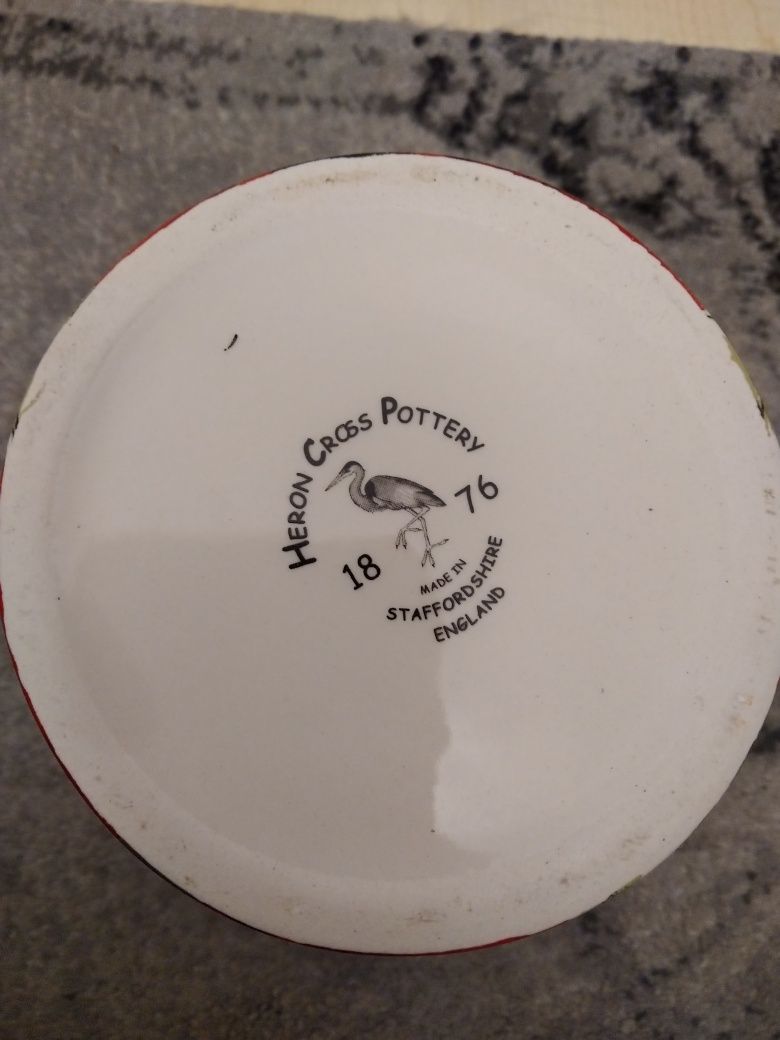 HERON CROSS POTTERY
18 76
MADE IN
STAFFORDSHIRE
ENGLAND